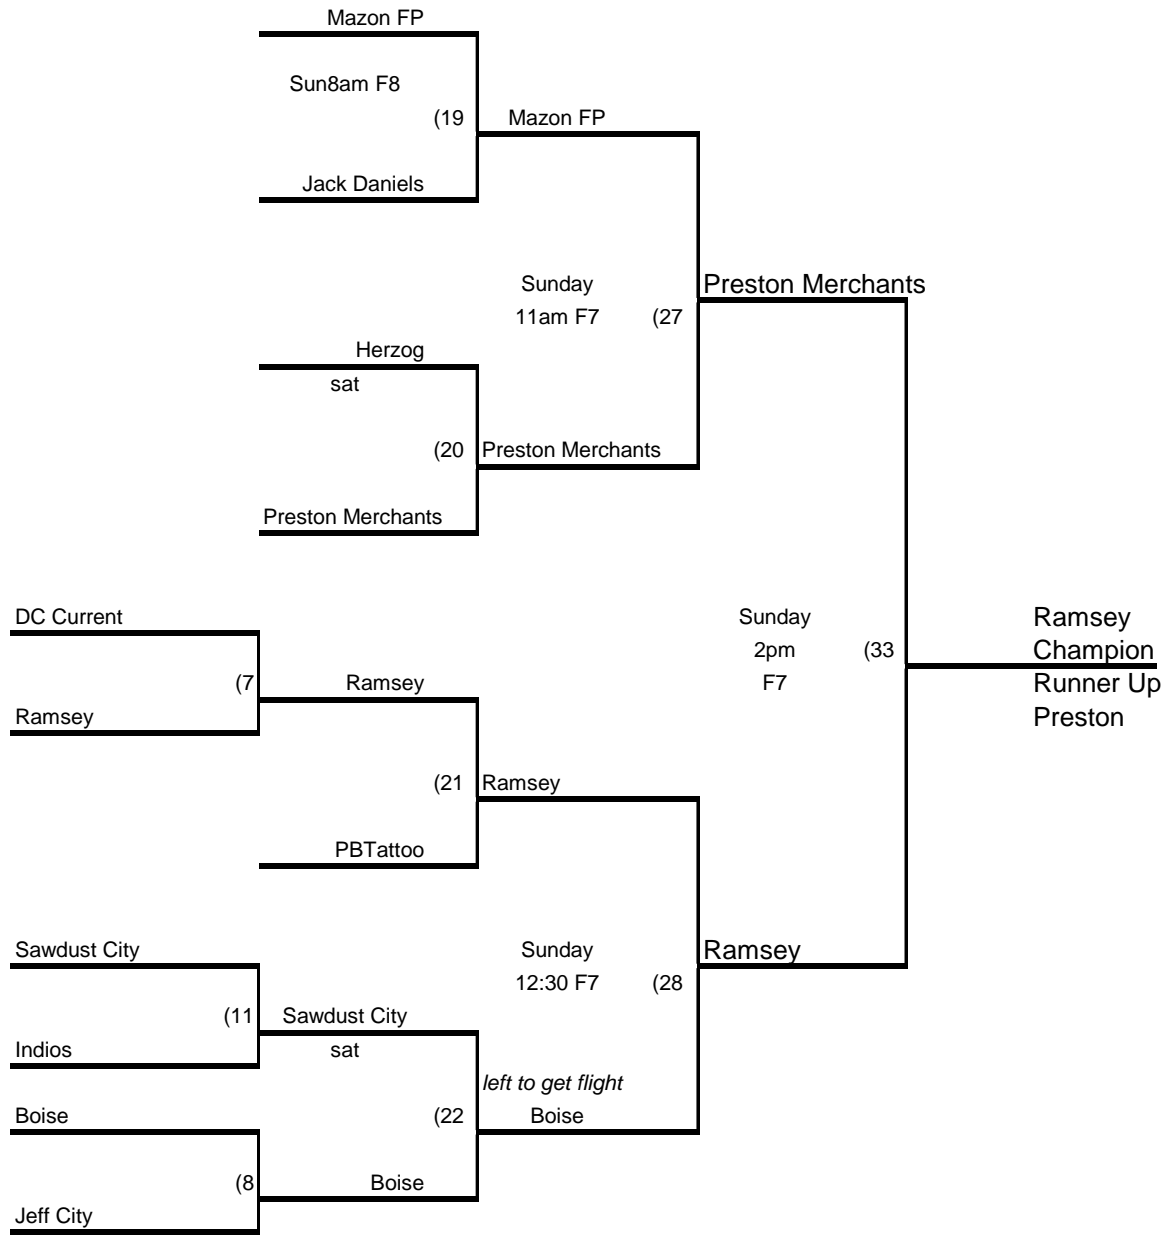 Mazon FP
Sun8am F8
(19 Mazon FP
Jack Daniels
Sunday Preston Merchants
11am F7 (27
Herzog
sat
(20 Preston Merchants
Preston Merchants
DC Current Sunday Ramsey
2pm (33 Champion
(7 Ramsey F7 Runner Up
Ramsey Preston
(21 Ramsey
PBTattoo
Sawdust City Sunday Ramsey
12:30 F7 (28
(11 Sawdust City
Indios sat
left to get flight
Boise (22 Boise
(8 Boise
Jeff City